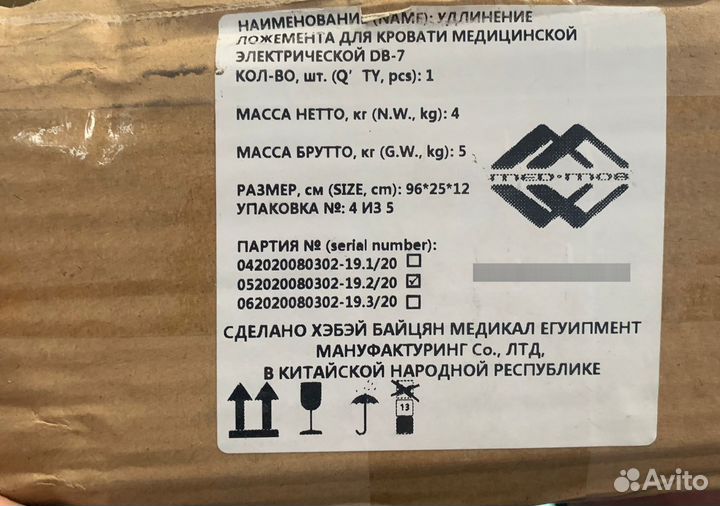 НАИМЕНОВАНИЕ (NAME): УДЛИНЕНИЕ
ЛОЖЕМЕНТА ДЛЯ КРОВАТИ МЕДИЦИНСКОЙ
ЭЛЕКТРИЧЕСКОЙ DB-7
КОЛ-ВО, шт. (Q' TY, pcs): 1
МАССА НЕТТО, кг (N.W., kg): 4
МАССА БРУТТО, кг (G.W., kg): 5
РАЗМЕР, см (SIZE, cm): 96*25*12
УПАКОВКА №: 4 ИЗ 5
MED-MOS
ПАРТИЯ № (serial number):
042020080302-19.1/20
052020080302-19.2/20
062020080302-19.3/20
СДЕЛАНО ХЭБЭЙ БАЙЦЯН МЕДИКАЛ ЕГУИПМЕНТ
МАНУФАКТУРИНГ Co., ЛТД,
В КИТАЙСКОЙ НАРОДНОЙ РЕСПУБЛИКЕ
13
Avito